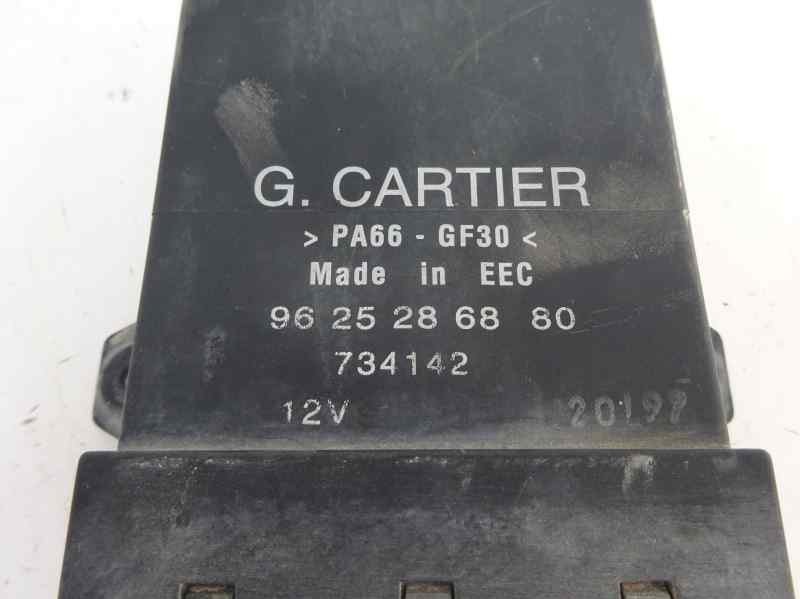 G. CARTIER
> PA66 - GF30 <
Made in EEC
96 25 28 68 80
734142
12V